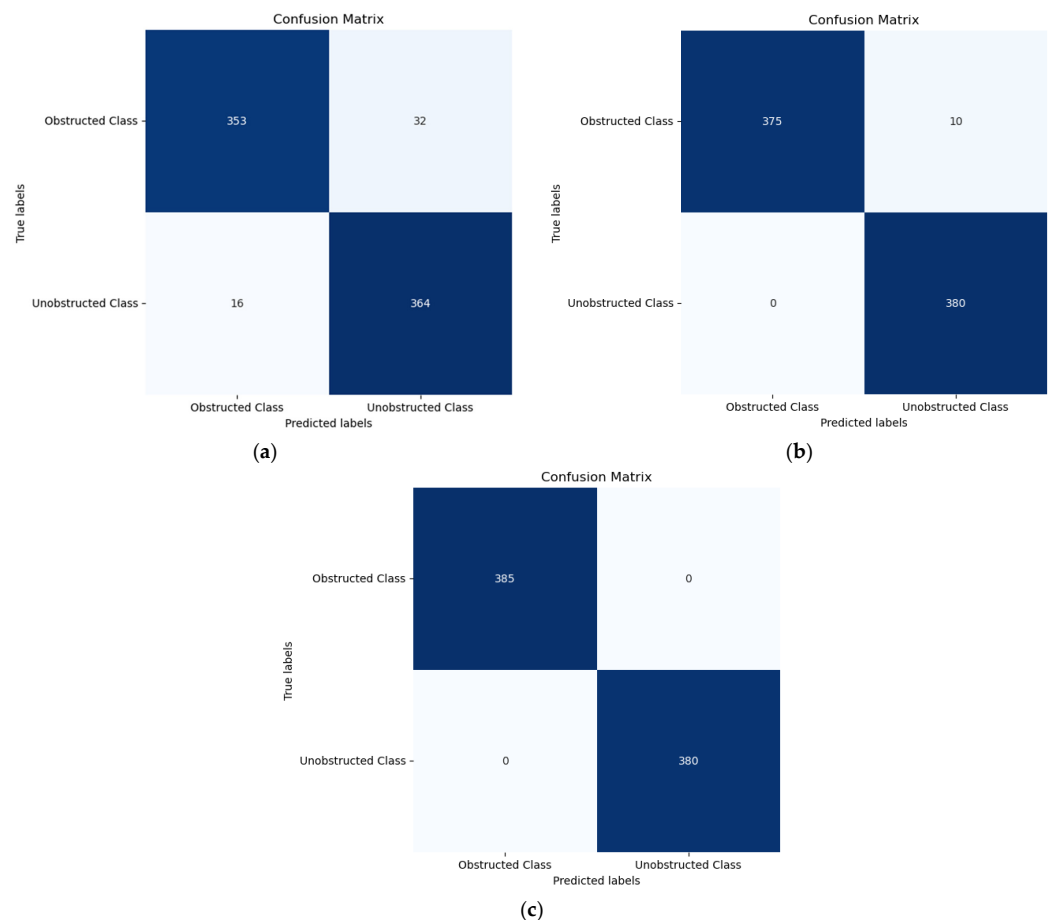 Confusion Matrix
Obstructed Class
353
32
True labels
Unobstructed Class
16
364
Obstructed Class
Unobstructed Class
Predicted labels
(a)
Confusion Matrix
Obstructed Class
375
10
True labels
Unobstructed Class
0
380
Obstructed Class
Unobstructed Class
Predicted labels
(b)
Confusion Matrix
Obstructed Class
385
0
True labels
Unobstructed Class
0
380
Obstructed Class
Unobstructed Class
Predicted labels
(c)